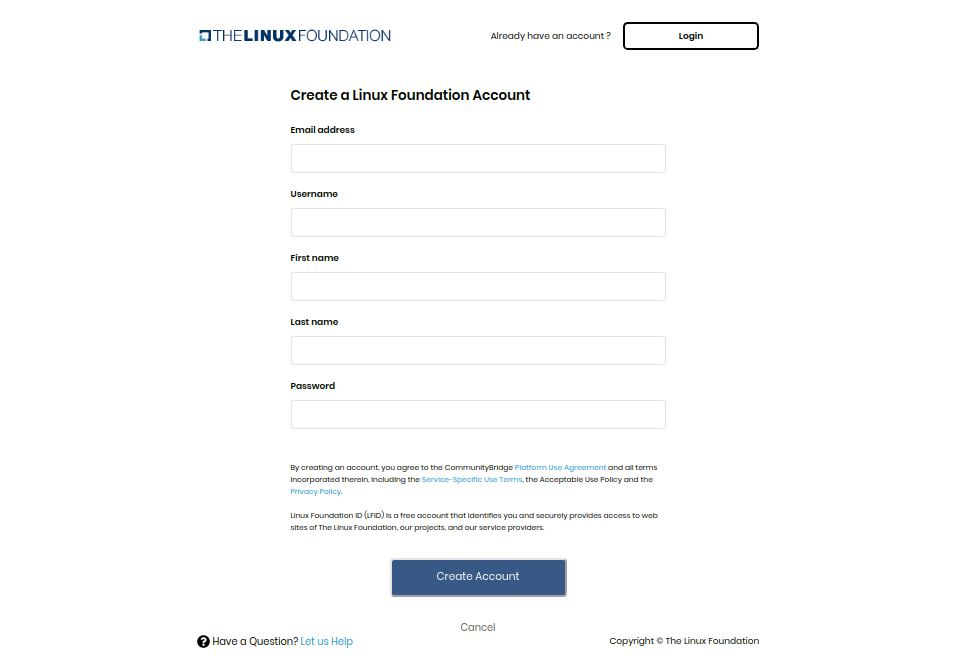 THE LINUX FOUNDATION
Already have an account ?
Login
Create a Linux Foundation Account
Email address
Username
First name
Last name
Password
By creating an account, you agree to the CommunityBridge Platform Use Agreement and all terms
incorporated therein, including the Service-Specific Use Terms, the Acceptable Use Policy and the
Privacy Policy.
Linux Foundation ID (LFID) is a free account that identifies you and securely provides access to web
sites of The Linux Foundation, our projects, and our service providers.
Create Account
Cancel
? Have a Question? Let us Help
Copyright © The Linux Foundation